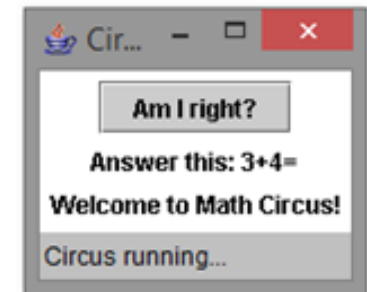 Cir...
Am I right?
Answer this: 3+4=
Welcome to Math Circus!
Circus running...